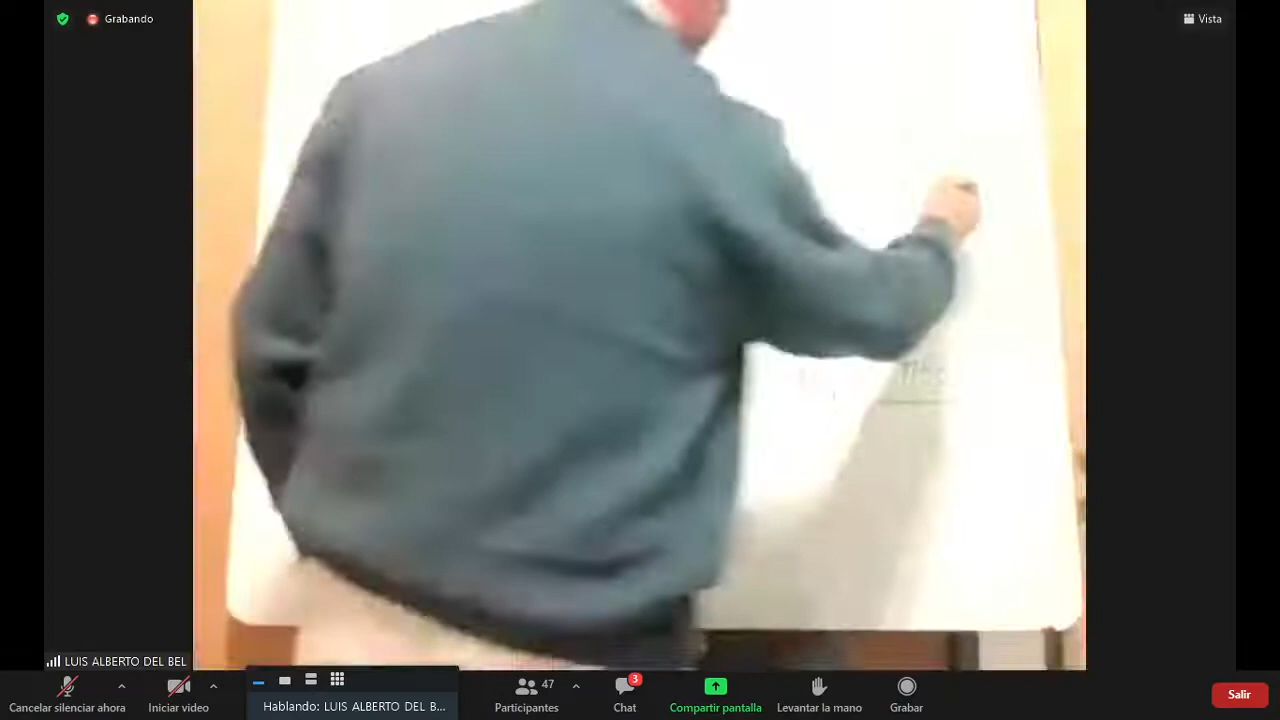 Grabando
Vista
LUIS ALBERTO DEL BEL
Hablando: LUIS ALBERTO DEL B...
47
3
Cancelar silenciar ahora
Iniciar video
Participantes
Chat
Compartir pantalla
Levantar la mano
Grabar
Salir